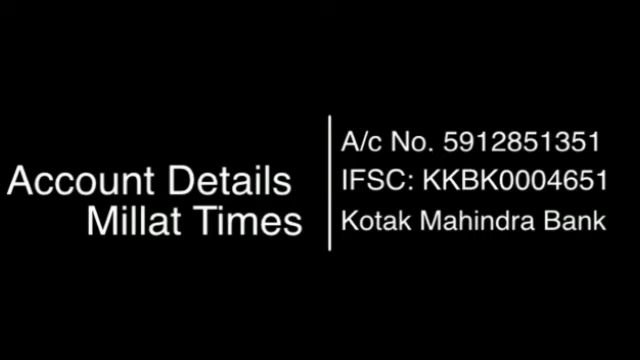 Account Details
Millat Times
A/c No. 5912851351
IFSC: KKBK0004651
Kotak Mahindra Bank